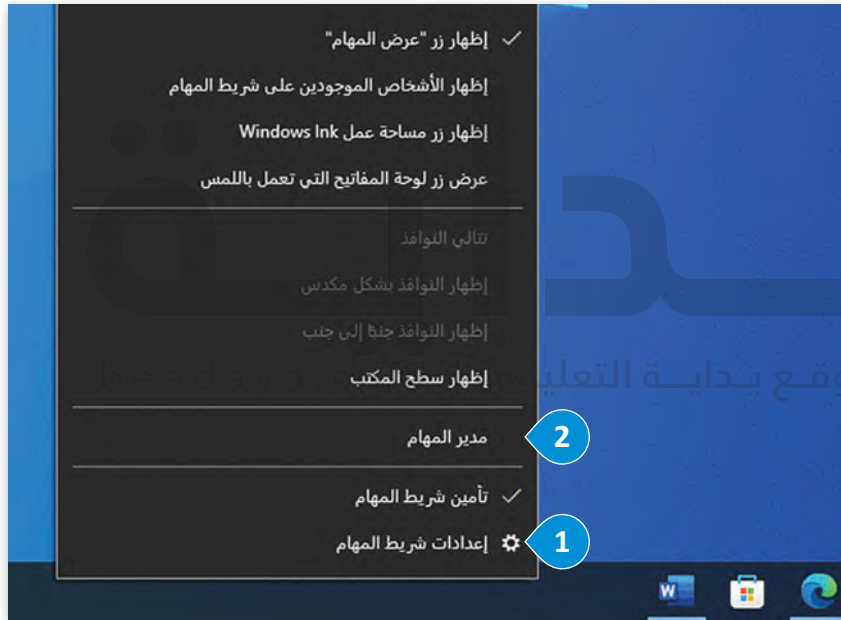 إظهار زر "عرض المهام"
إظهار الأشخاص الموجودين على شريط المهام
إظهار زر مساحة عمل Windows Ink
عرض زر لوحة المفاتيح التي تعمل باللمس
تتالي النوافذ
إظهار النوافذ بشكل مكدس
إظهار النوافذ جنبًا إلى جنب
إظهار سطح المكتب
مدير المهام
2
تأمين شريط المهام
إعدادات شريط المهام
1
W